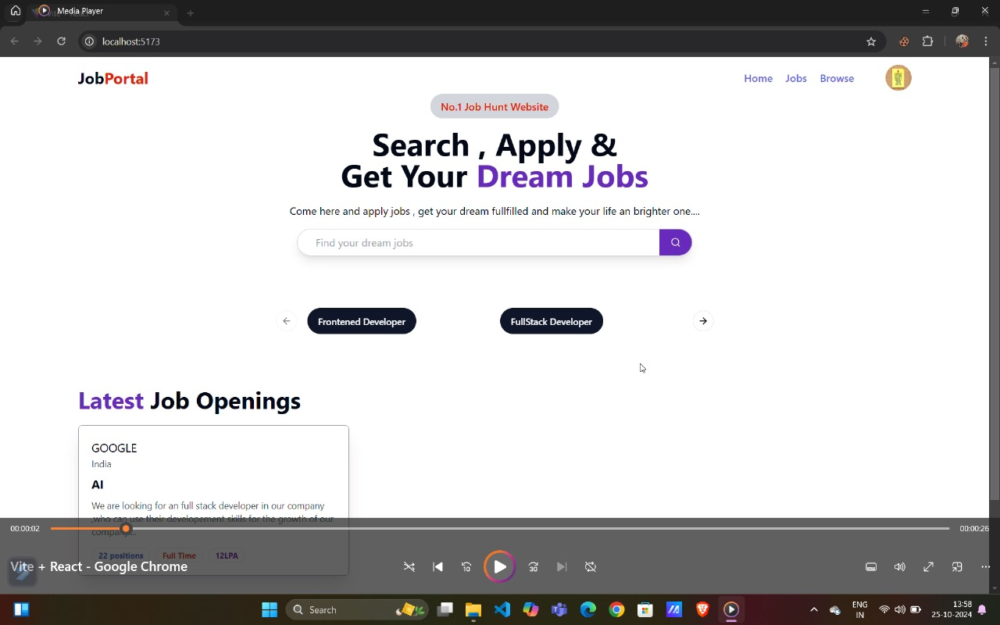 Media Player
localhost:5173
JobPortal
Home Jobs Browse
No.1 Job Hunt Website
Search , Apply &
Get Your Dream Jobs
Come here and apply jobs , get your dream fullfilled and make your life an brighter one....
Find your dream jobs
Frontened Developer
FullStack Developer
Latest Job Openings
GOOGLE
India
AI
We are looking for an full stack developer in our company
,who can use their developement skills for the growth of our
company...
00:00:02
00:00:26
22 positions Full Time 12LPA
Vite + React - Google Chrome
10
30
Search
ENG
IN
13:58
25-10-2024